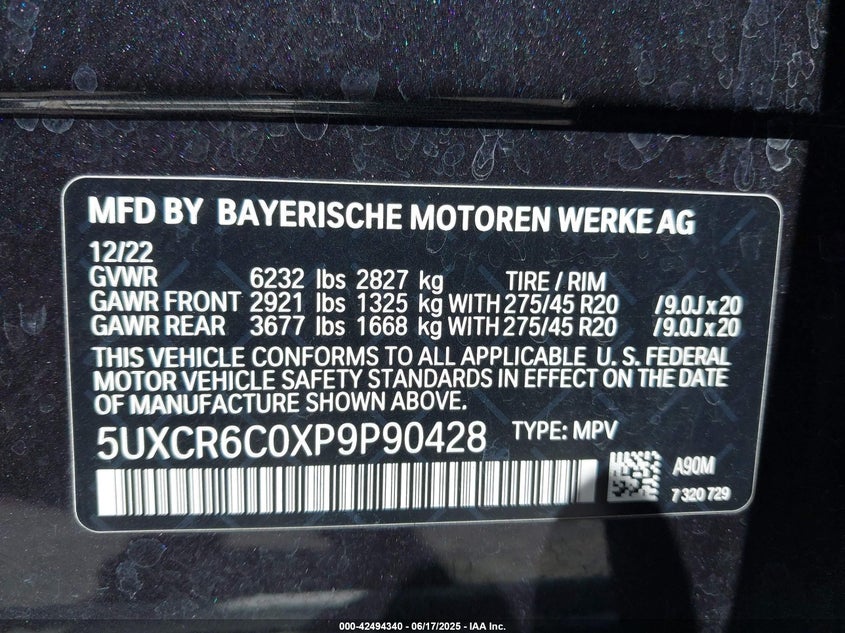 MFD BY BAYERISCHE MOTOREN WERKE AG
12/22
GVWR 6232 lbs 2827 kg TIRE / RIM
GAWR FRONT 2921 lbs 1325 kg WITH 275/45 R20 /9.0J x 20
GAWR REAR 3677 lbs 1668 kg WITH 275/45 R20 /9.0J x 20
THIS VEHICLE CONFORMS TO ALL APPLICABLE U. S. FEDERAL
MOTOR VEHICLE SAFETY STANDARDS IN EFFECT ON THE DATE
OF MANUFACTURE SHOWN ABOVE.
5UXCR6C0XP9P90428 TYPE: MPV
A90M
7 320 729
000-42494340 - 06/17/2025 - IAA Inc.